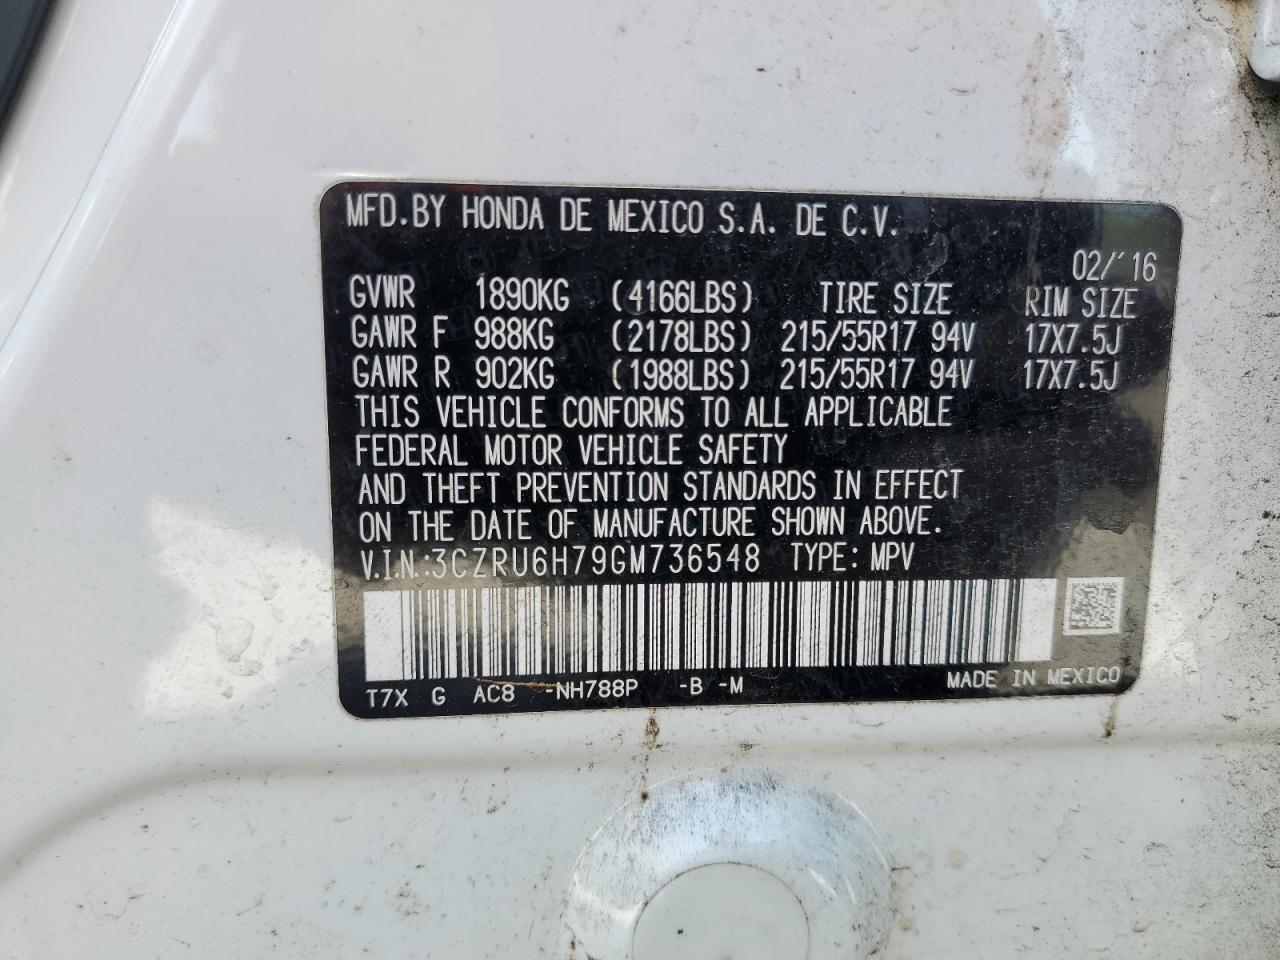 MFD.BY HONDA DE MEXICO S.A. DE C.V.
02/'16
GVWR 1890KG (4166LBS) TIRE SIZE RIM SIZE
GAWR F 988KG (2178LBS) 215/55R17 94V 17X7.5J
GAWR R 902KG (1988LBS) 215/55R17 94V 17X7.5J
THIS VEHICLE CONFORMS TO ALL APPLICABLE
FEDERAL MOTOR VEHICLE SAFETY
AND THEFT PREVENTION STANDARDS IN EFFECT
ON THE DATE OF MANUFACTURE SHOWN ABOVE.
V.I.N.:3CZRU6H79GM736548 TYPE: MPV
T7X G AC8 -NH788P -B -M MADE IN MEXICO